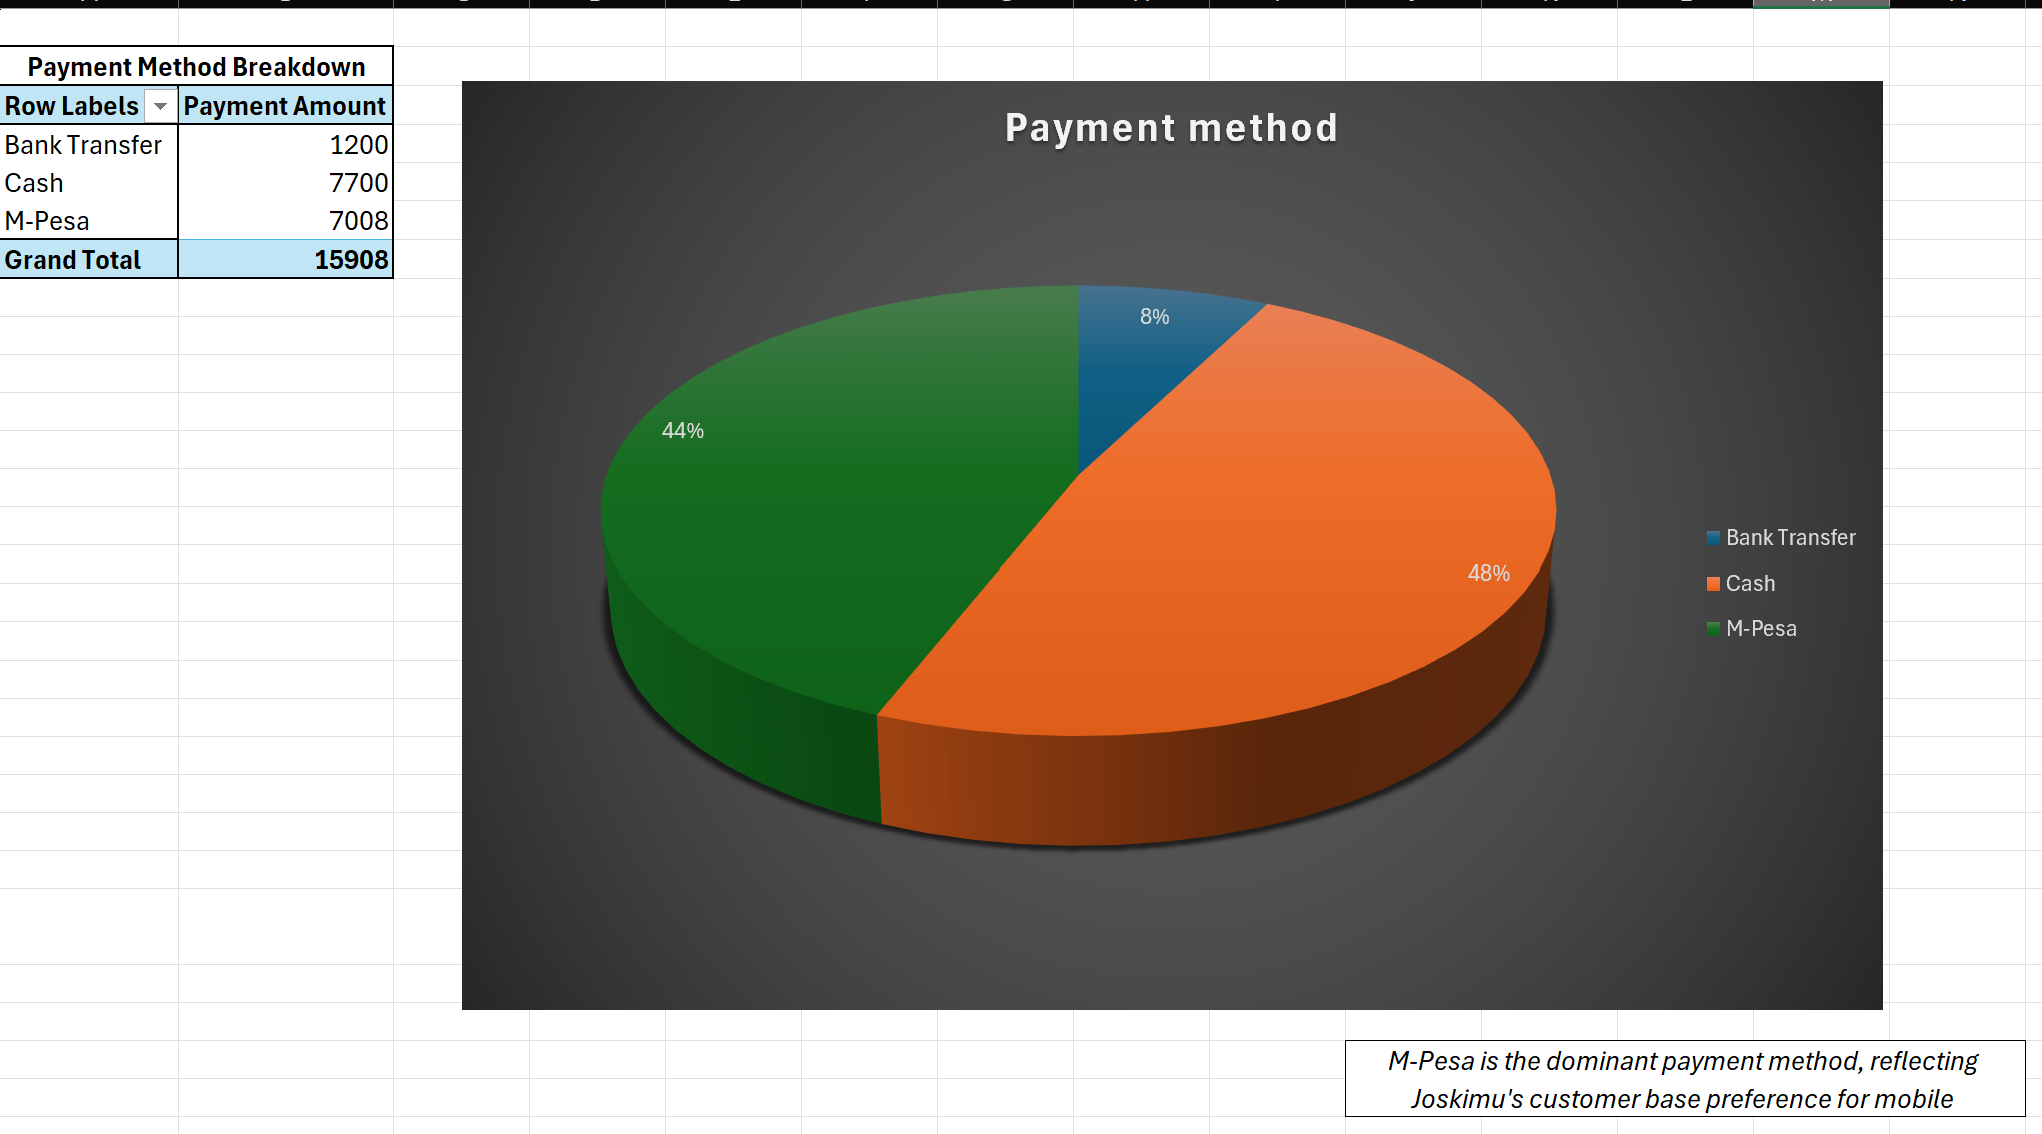 Payment Method Breakdown
Row Labels Payment Amount
Bank Transfer 1200
Cash 7700
M-Pesa 7008
Grand Total 15908
Payment method
8%
44%
48%
Bank Transfer
Cash
M-Pesa
M-Pesa is the dominant payment method, reflecting
Joskimu's customer base preference for mobile